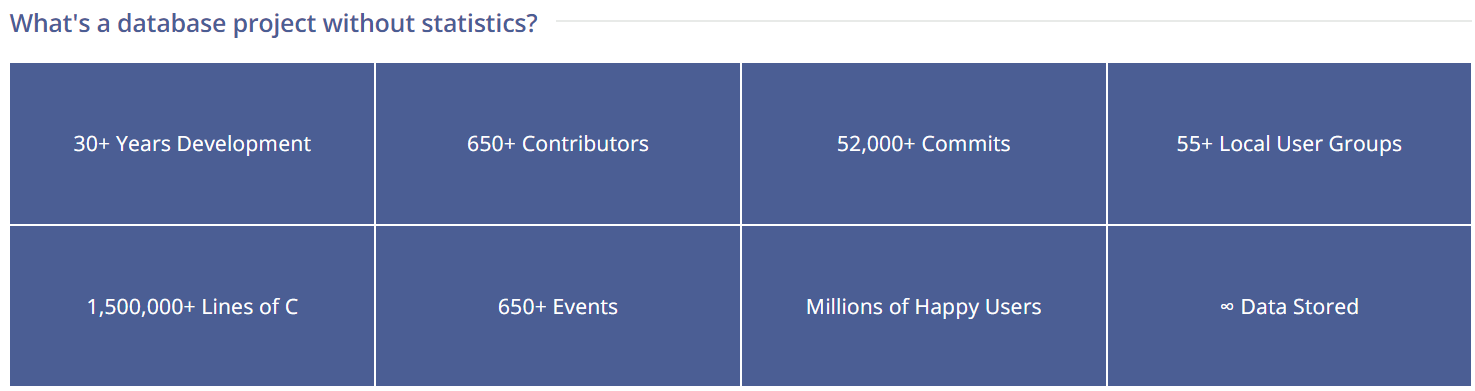 What's a database project without statistics?
30+ Years Development
650+ Contributors
52,000+ Commits
55+ Local User Groups
1,500,000+ Lines of C
650+ Events
Millions of Happy Users
∞ Data Stored